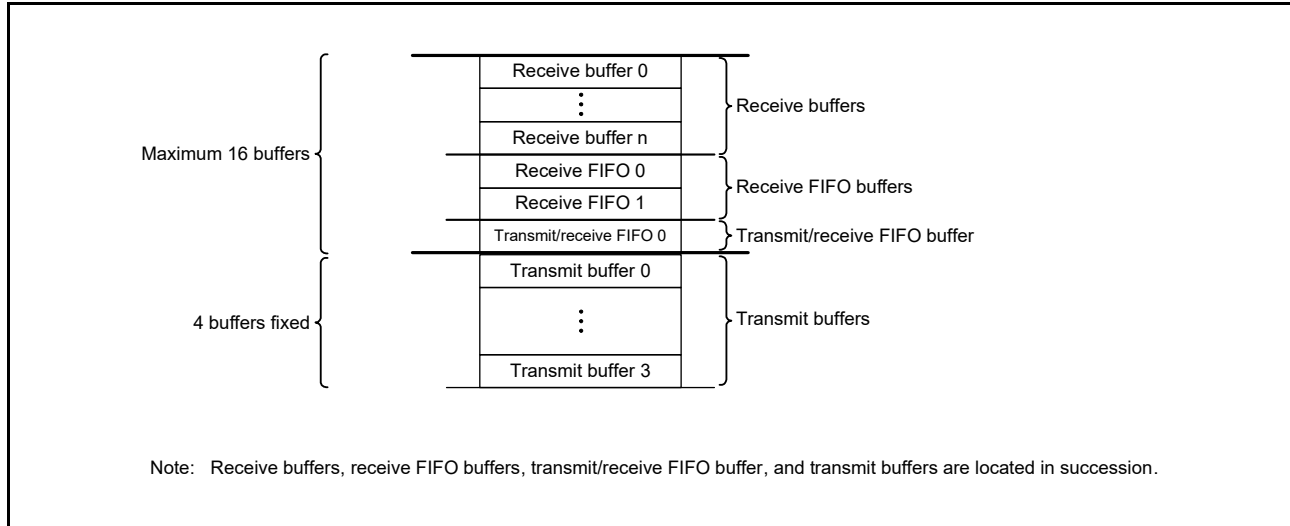 Receive buffer 0
Receive buffers
Receive buffer n
Maximum 16 buffers
Receive FIFO 0
Receive FIFO buffers
Receive FIFO 1
Transmit/receive FIFO 0
Transmit/receive FIFO buffer
Transmit buffer 0
4 buffers fixed
Transmit buffers
Transmit buffer 3
Note: Receive buffers, receive FIFO buffers, transmit/receive FIFO buffer, and transmit buffers are located in succession.